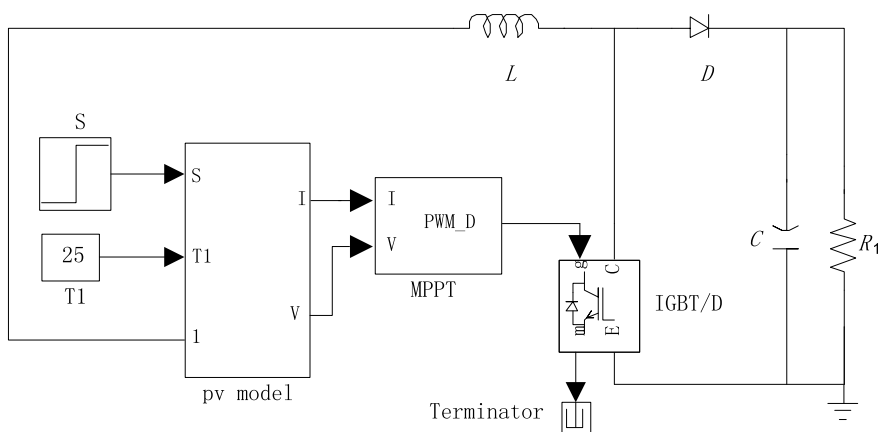 L
D
S
S
I
I
PWM_D
V
MPPT
25
T1
T1
V
1
pv model
g
C
m
E
IGBT/D
C
R1
Terminator